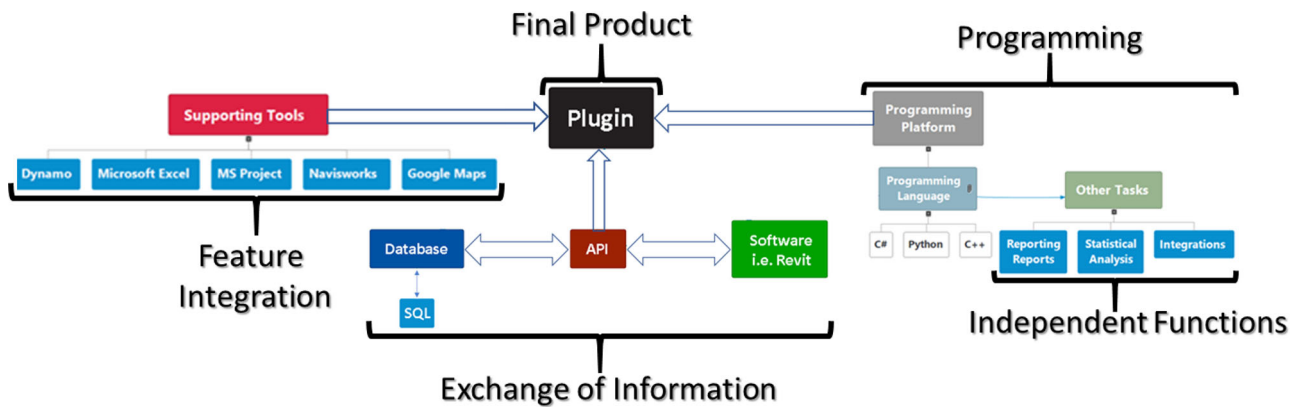 Final Product
Programming
Supporting Tools
Plugin
Programming
Platform
Dynamo
Microsoft Excel
MS Project
Navisworks
Google Maps
Programming
Language
Other Tasks
Feature
Integration
Database
API
Software
i.e. Revit
C#
Python
C++
Reporting
Reports
Statistical
Analysis
Integrations
SQL
Independent Functions
Exchange of Information